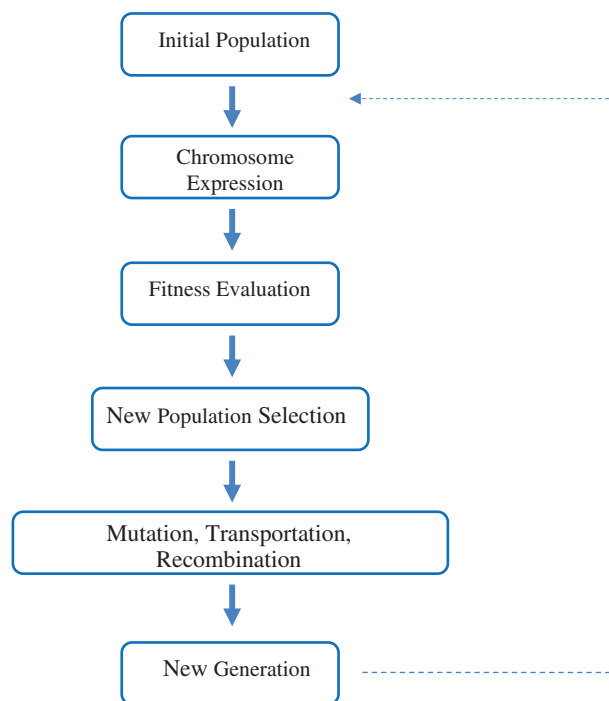 Initial Population
Chromosome
Expression
Fitness Evaluation
New Population Selection
Mutation, Transportation,
Recombination
New Generation